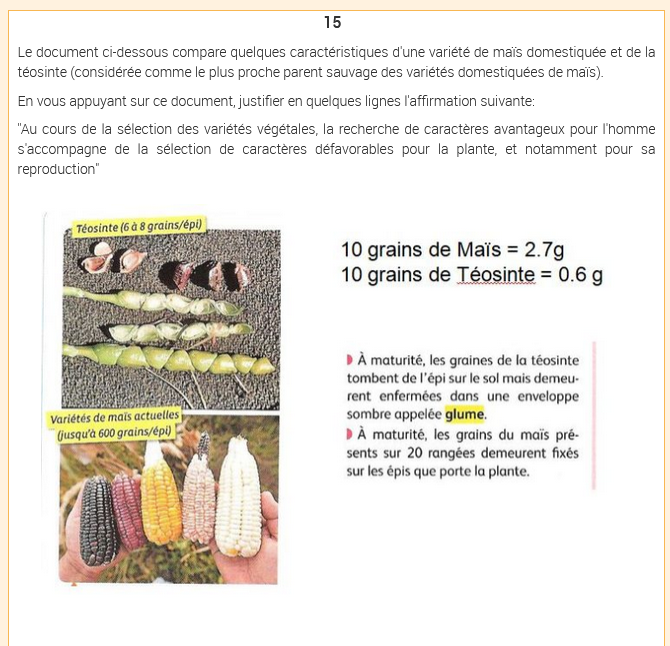 15
Le document ci-dessous compare quelques caractéristiques d'une variété de maïs domestiquée et de la
téosinte (considérée comme le plus proche parent sauvage des variétés domestiquées de maïs).
En vous appuyant sur ce document, justifier en quelques lignes l'affirmation suivante:
"Au cours de la sélection des variétés végétales, la recherche de caractères avantageux pour l'homme
s'accompagne de la sélection de caractères défavorables pour la plante, et notamment pour sa
reproduction"
Téosinte (6 à 8 grains/épi)
Variétés de maïs actuelles
(jusqu'à 600 grains/épi)
10 grains de Maïs = 2.7g
10 grains de Téosinte = 0.6 g
À maturité, les graines de la téosinte
tombent de l'épi sur le sol mais demeu-
rent enfermées dans une enveloppe
sombre appelée glume.
À maturité, les grains du maïs pré-
sents sur 20 rangées demeurent fixés
sur les épis que porte la plante.